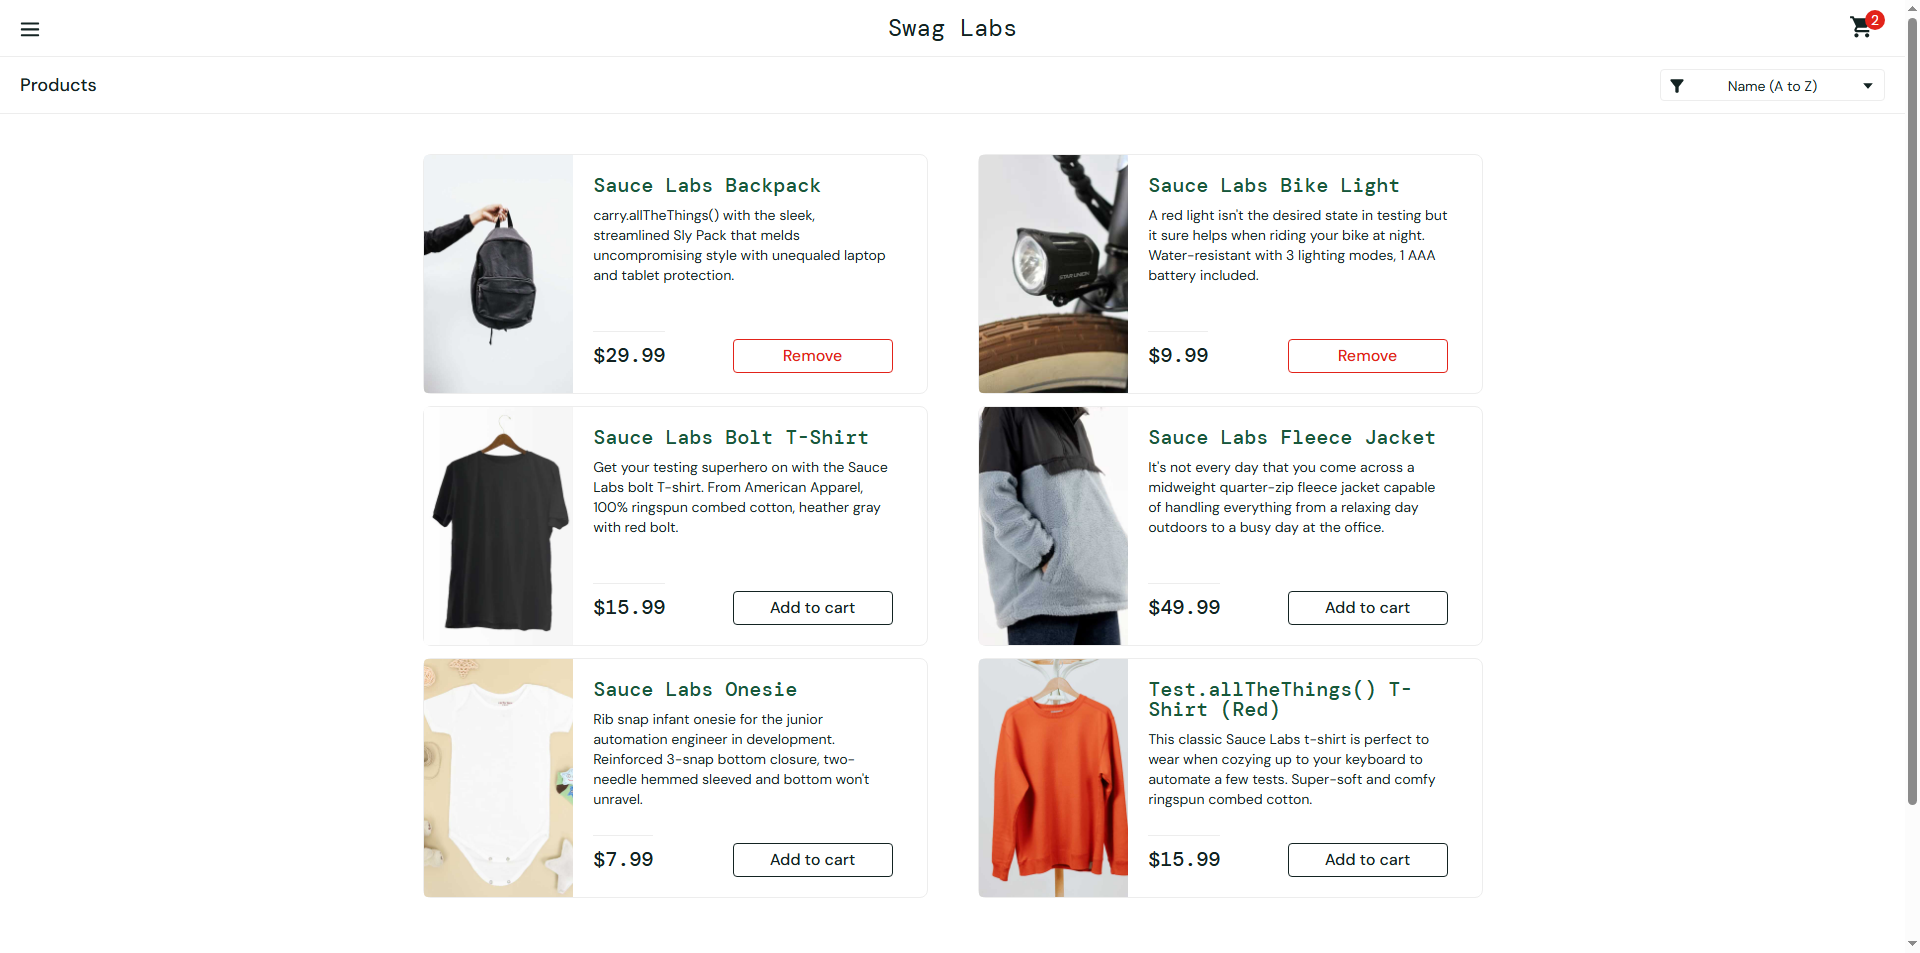 Swag Labs
2
Products
Name (A to Z)
Sauce Labs Backpack
carry.allTheThings() with the sleek,
streamlined Sly Pack that melds
uncompromising style with unequaled laptop
and tablet protection.
$29.99
Remove
Sauce Labs Bike Light
A red light isn't the desired state in testing but
it sure helps when riding your bike at night.
Water-resistant with 3 lighting modes, 1 AAA
battery included.
$9.99
Remove
Sauce Labs Bolt T-Shirt
Get your testing superhero on with the Sauce
Labs bolt T-shirt. From American Apparel,
100% ringspun combed cotton, heather gray
with red bolt.
$15.99
Add to cart
Sauce Labs Fleece Jacket
It's not every day that you come across a
midweight quarter-zip fleece jacket capable
of handling everything from a relaxing day
outdoors to a busy day at the office.
$49.99
Add to cart
Sauce Labs Onesie
Rib snap infant onesie for the junior
automation engineer in development.
Reinforced 3-snap bottom closure, two-
needle hemmed sleeved and bottom won't
unravel.
$7.99
Add to cart
Test.allTheThings() T-
Shirt (Red)
This classic Sauce Labs t-shirt is perfect to
wear when cozying up to your keyboard to
automate a few tests. Super-soft and comfy
ringspun combed cotton.
$15.99
Add to cart